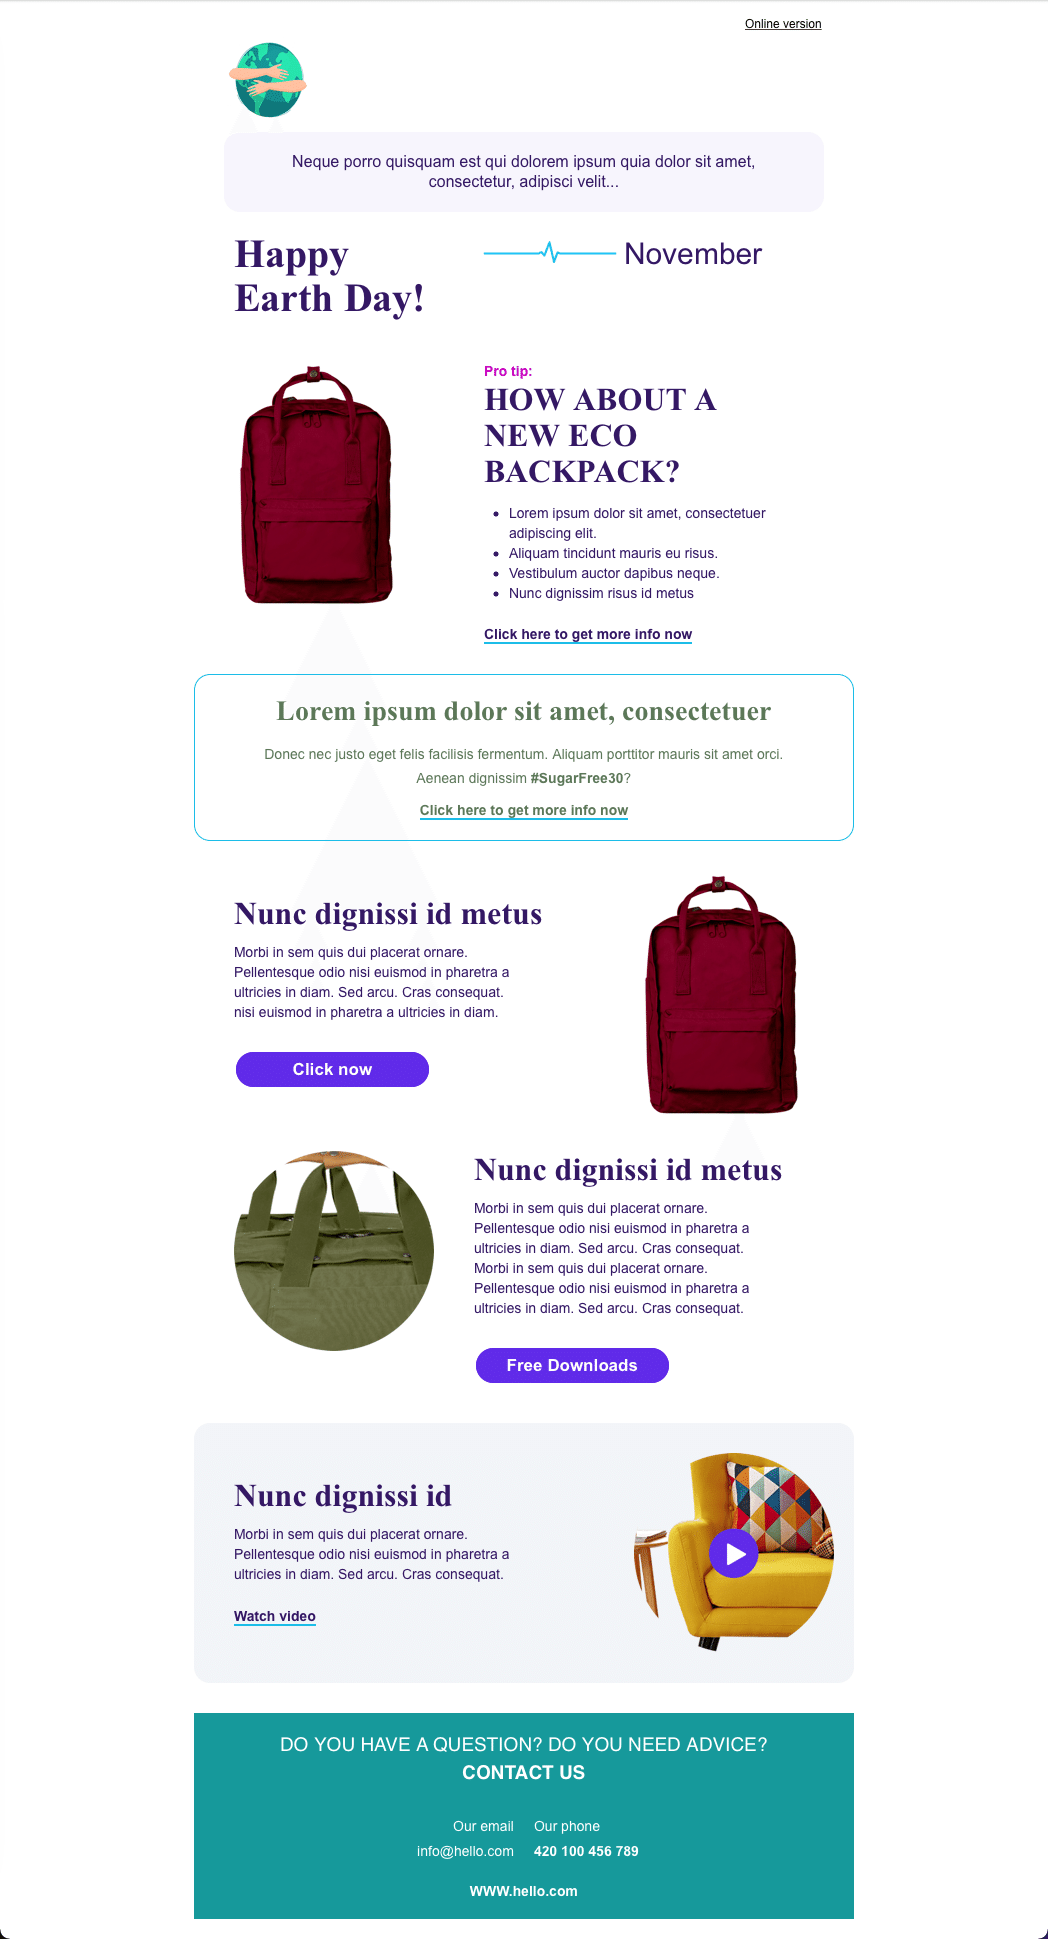 Online version
Neque porro quisquam est qui dolorem ipsum quia dolor sit amet,
consectetur, adipisci velit...
Happy
Earth Day!
November
Pro tip:
HOW ABOUT A
NEW ECO
BACKPACK?
• Lorem ipsum dolor sit amet, consectetuer
adipiscing elit.
• Aliquam tincidunt mauris eu risus.
• Vestibulum auctor dapibus neque.
• Nunc dignissim risus id metus
Click here to get more info now
Lorem ipsum dolor sit amet, consectetuer
Donec nec justo eget felis facilisis fermentum. Aliquam porttitor mauris sit amet orci.
Aenean dignissim #SugarFree30?
Click here to get more info now
Nunc dignissi id metus
Morbi in sem quis dui placerat ornare.
Pellentesque odio nisi euismod in pharetra a
ultricies in diam. Sed arcu. Cras consequat.
nisi euismod in pharetra a ultricies in diam.
Click now
Nunc dignissi id metus
Morbi in sem quis dui placerat ornare.
Pellentesque odio nisi euismod in pharetra a
ultricies in diam. Sed arcu. Cras consequat.
Morbi in sem quis dui placerat ornare.
Pellentesque odio nisi euismod in pharetra a
ultricies in diam. Sed arcu. Cras consequat.
Free Downloads
Nunc dignissi id
Morbi in sem quis dui placerat ornare.
Pellentesque odio nisi euismod in pharetra a
ultricies in diam. Sed arcu. Cras consequat.
Watch video
DO YOU HAVE A QUESTION? DO YOU NEED ADVICE?
CONTACT US
Our email
info@hello.com
Our phone
420 100 456 789
WWW.hello.com